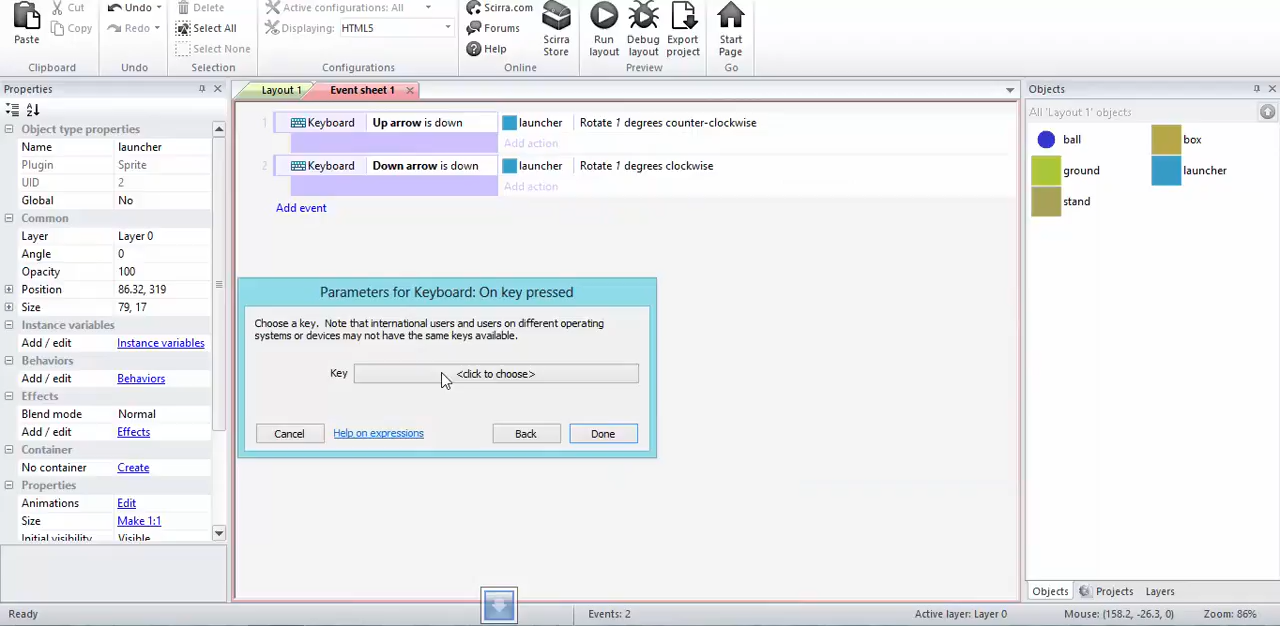 Paste
Cut
Copy
Clipboard
Undo
Redo
Undo
Delete
Select All
Select None
Selection
Active configurations: All
Displaying: HTML5
Configurations
Scirra.com
Forums
Help
Online
Scirra Store
Run layout
Debug layout
Export project
Preview
Start Page
Go
Properties
Object type properties
Name launcher
Plugin Sprite
UID 2
Global No
Common
Layer Layer 0
Angle 0
Opacity 100
Position 86.32, 319
Size 79, 17
Instance variables
Add / edit Instance variables
Behaviors
Add / edit Behaviors
Effects
Blend mode Normal
Add / edit Effects
Container
No container Create
Properties
Animations Edit
Size Make 1:1
Initial visibility Visible
Layout 1 Event sheet 1
1 Keyboard Up arrow is down launcher Rotate 1 degrees counter-clockwise
Add action
2 Keyboard Down arrow is down launcher Rotate 1 degrees clockwise
Add action
Add event
Parameters for Keyboard: On key pressed
Choose a key. Note that international users and users on different operating
systems or devices may not have the same keys available.
Key <click to choose>
Cancel Help on expressions Back Done
Objects
All 'Layout 1' objects
ball box
ground launcher
stand
Objects Projects Layers
Ready Events: 2 Active layer: Layer 0 Mouse: (158.2, -26.3, 0) Zoom: 86%